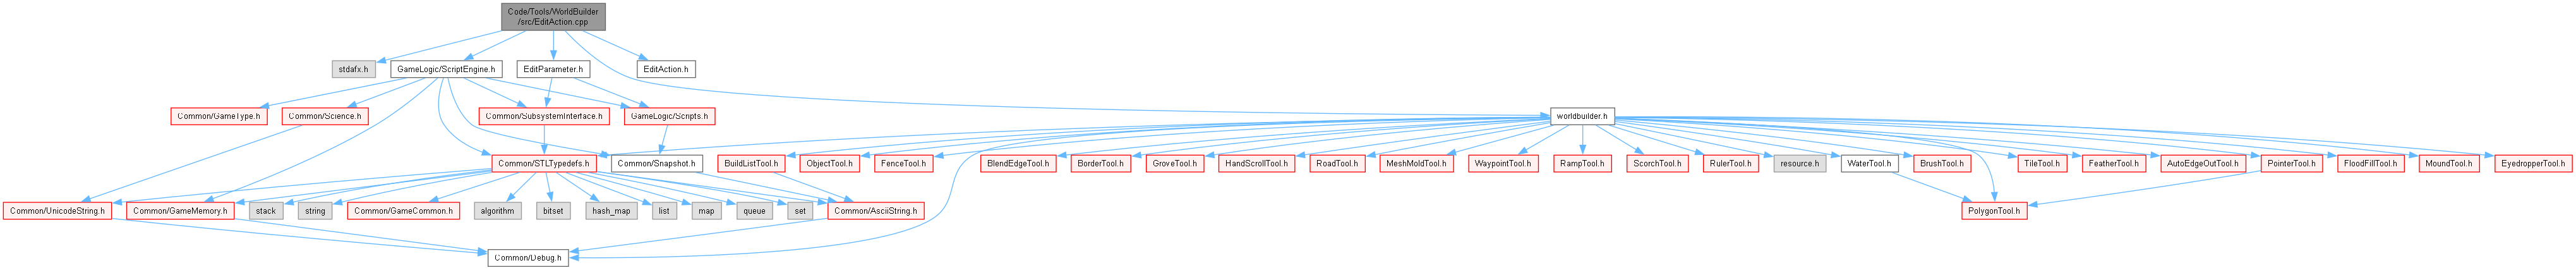 Code/Tools/WorldBuilder
/src/EditAction.cpp
stdafx.h
GameLogic/ScriptEngine.h
EditParameter.h
EditAction.h
Common/GameType.h
Common/Science.h
Common/SubsystemInterface.h
GameLogic/Scripts.h
worldbuilder.h
Common/STLTypedefs.h
Common/Snapshot.h
BuildListTool.h
ObjectTool.h
FenceTool.h
BlendEdgeTool.h
BorderTool.h
GroveTool.h
HandScrollTool.h
RoadTool.h
MeshMoldTool.h
WaypointTool.h
RampTool.h
ScorchTool.h
RulerTool.h
resource.h
WaterTool.h
BrushTool.h
TileTool.h
FeatherTool.h
AutoEdgeOutTool.h
PointerTool.h
FloodFillTool.h
MoundTool.h
EyedropperTool.h
Common/UnicodeString.h
Common/GameMemory.h
stack
string
Common/GameCommon.h
algorithm
bitset
hash_map
list
map
queue
set
Common/AsciiString.h
PolygonTool.h
Common/Debug.h